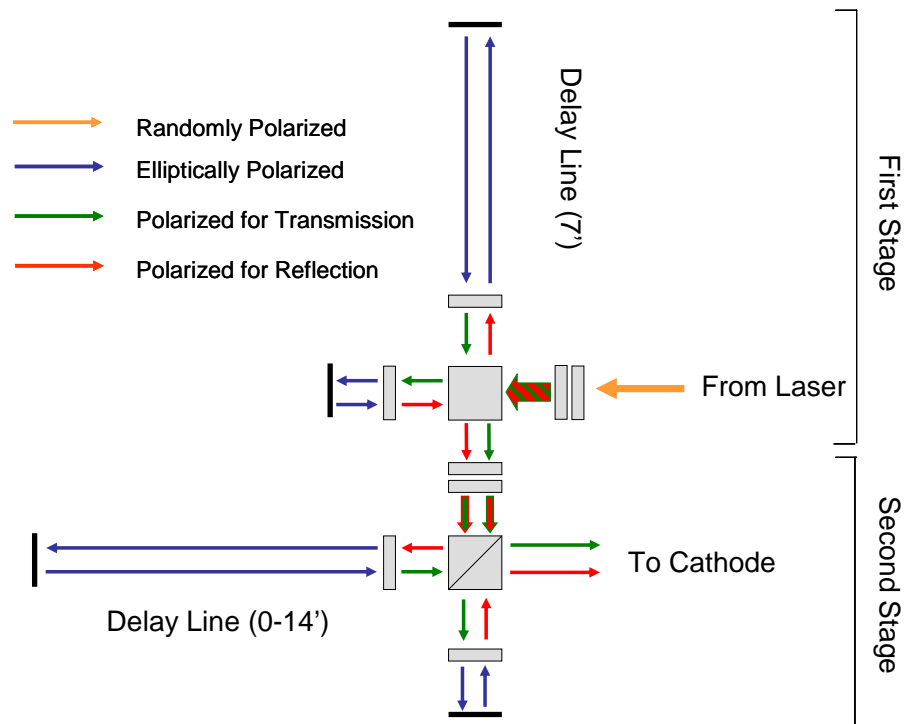 Randomly Polarized
Elliptically Polarized
Polarized for Transmission
Polarized for Reflection
Delay Line (7')
First Stage
From Laser
Second Stage
To Cathode
Delay Line (0-14')